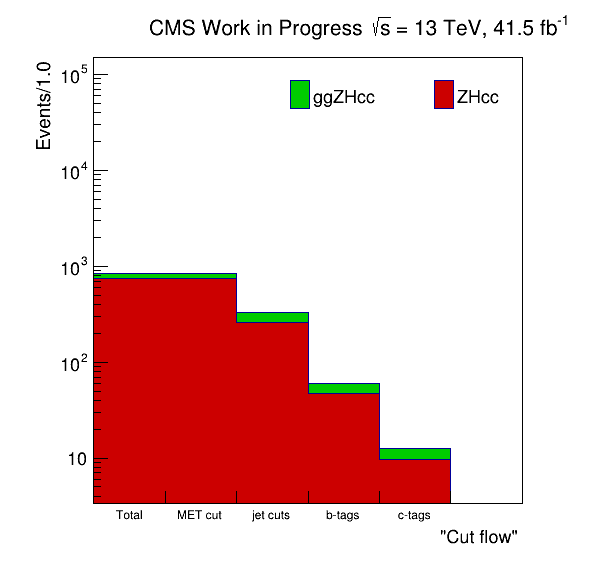 CMS Work in Progress √s = 13 TeV, 41.5 fb⁻¹
Events/1.0
ggZHcc
ZHcc
10⁵
10⁴
10³
10²
10
Total MET cut jet cuts b-tags c-tags
"Cut flow"